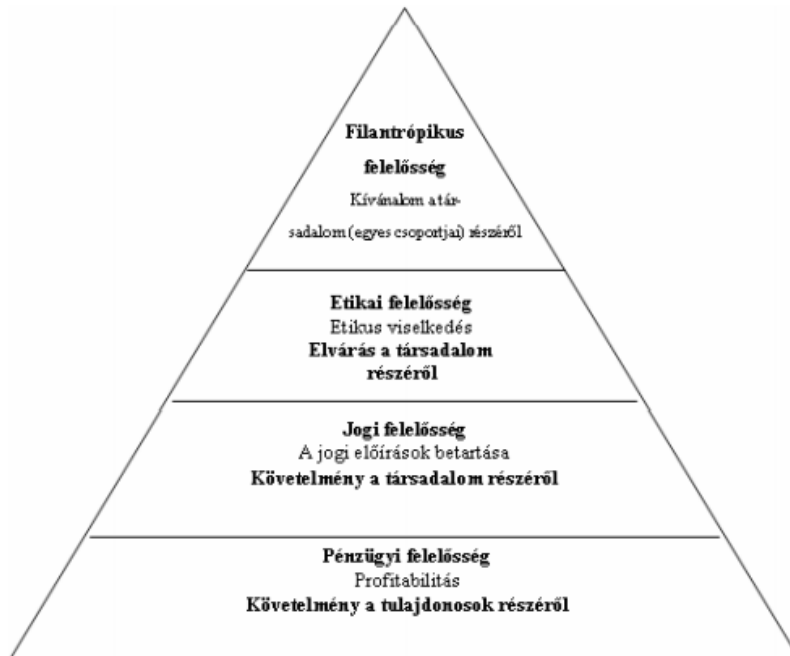 Filantrópikus
felelősség
Kívánalom a tár-
sadalom (egyes csoportjai) részéről
Etikai felelősség
Etikus viselkedés
Elvárás a társadalom
részéről
Jogi felelősség
A jogi előírások betartása
Követelmény a társadalom részéről
Pénzügyi felelősség
Profitabilitás
Követelmény a tulajdonosok részéről